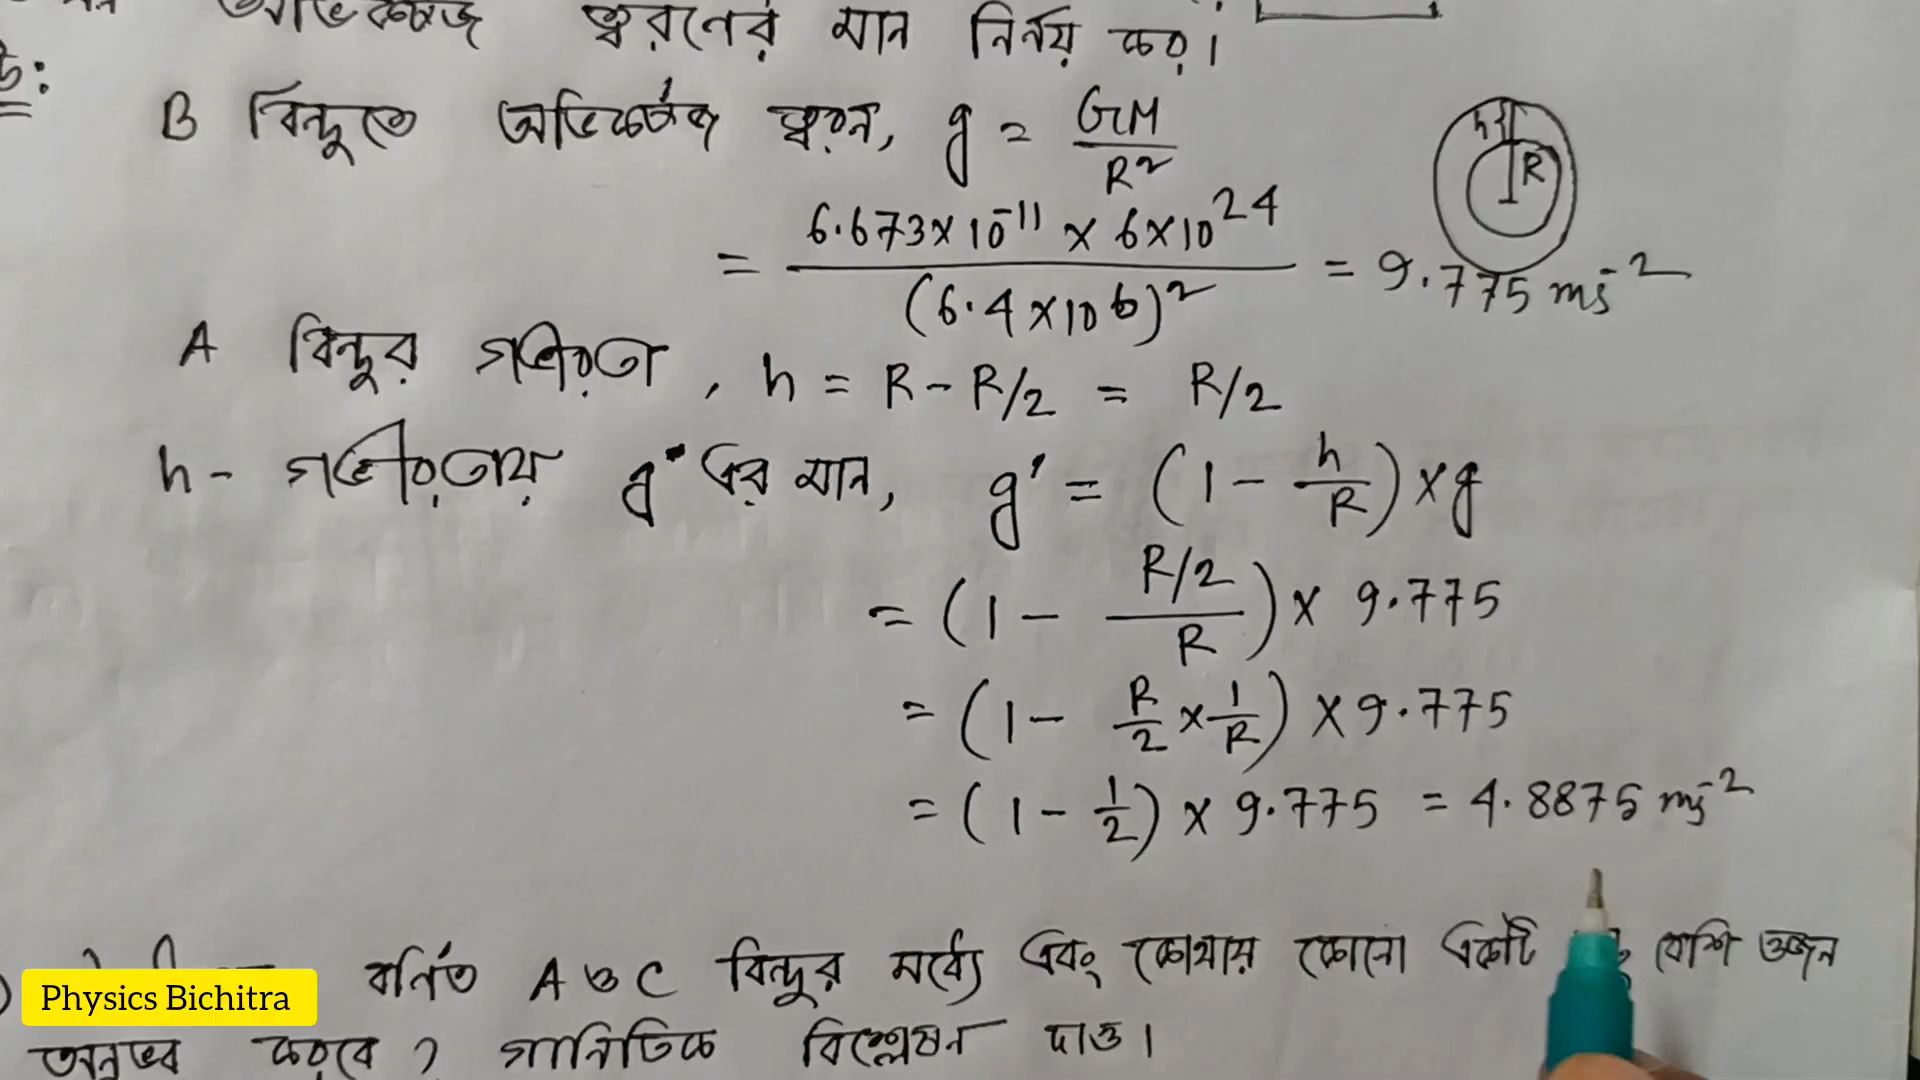 অভিকর্ষজ ত্বরণের মান নির্নয় কর।
উ:
B বিন্দুতে অভিকর্ষজ ত্বরন, g = GM/R²
= 6.673×10⁻¹¹ × 6×10²⁴ / (6.4×10⁶)² = 9.775 ms⁻²
h R
A বিন্দুর গভীরতা, h = R - R/2 = R/2
h - গভীরতায় g এর মান, g' = (1 - h/R) × g
= (1 - R/2 / R) × 9.775
= (1 - R/2 × 1/R) × 9.775
= (1 - 1/2) × 9.775 = 4.8875 ms⁻²
বর্নিত A ও C বিন্দুর মধ্যে এবং কোথায় কোনো একটি বেশি ওজন
অনুভব করবে? গানিতিক বিশ্লেষন দাও।
Physics Bichitra